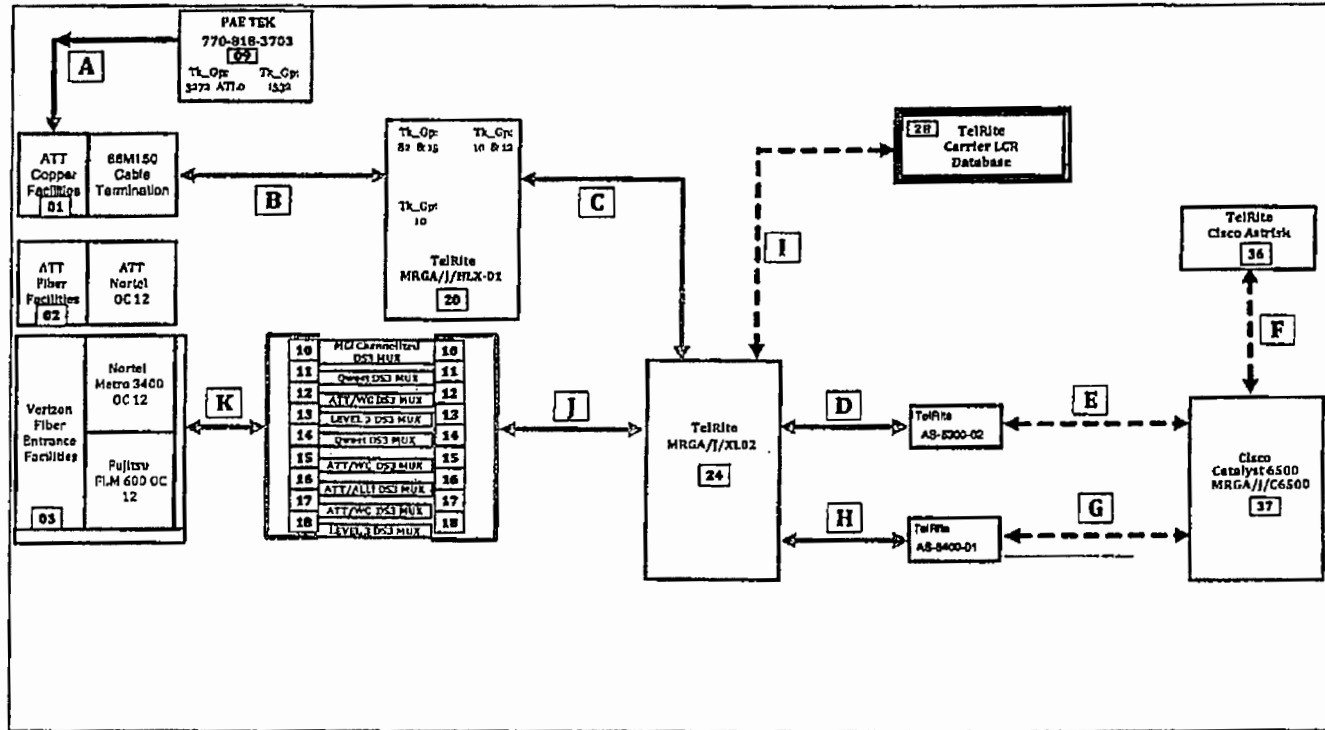 PAE TEK
770-818-3703
09
Tk_Gp: Tk_Gp:
3272 ATL0 1532
A
ATT
Copper
Facilities
01
66M150
Cable
Termination
B
Tk_Gp: Tk_Gp:
82 & 15 10 & 12
Tk_Gp:
10
TelRite
MRGA/J/HLX-01
20
C
28
TelRite
Carrier LCR
Database
I
TelRite
Cisco Astrisk
36
F
ATT
Fiber
Facilities
02
ATT
Nortel
OC 12
Verizon
Fiber
Entrance
Facilities
03
Nortel
Metro 3400
OC 12
Fujitsu
FLM 600 OC
12
K
10 MCI Channelized DS3 MUX 10
11 Qwest DS3 MUX 11
12 ATT/WC DS3 MUX 12
13 LEVEL 3 DS3 MUX 13
14 Qwest DS3 MUX 14
15 ATT/WC DS3 MUX 15
16 ATT/ALLT DS3 MUX 16
17 ATT/WC DS3 MUX 17
18 LEVEL 3 DS3 MUX 18
J
TelRite
MRGA/J/XL02
24
D
TelRite
AS-5300-02
E
H
TelRite
AS-5400-01
G
Cisco
Catalyst 6500
MRGA/J/C6500
37